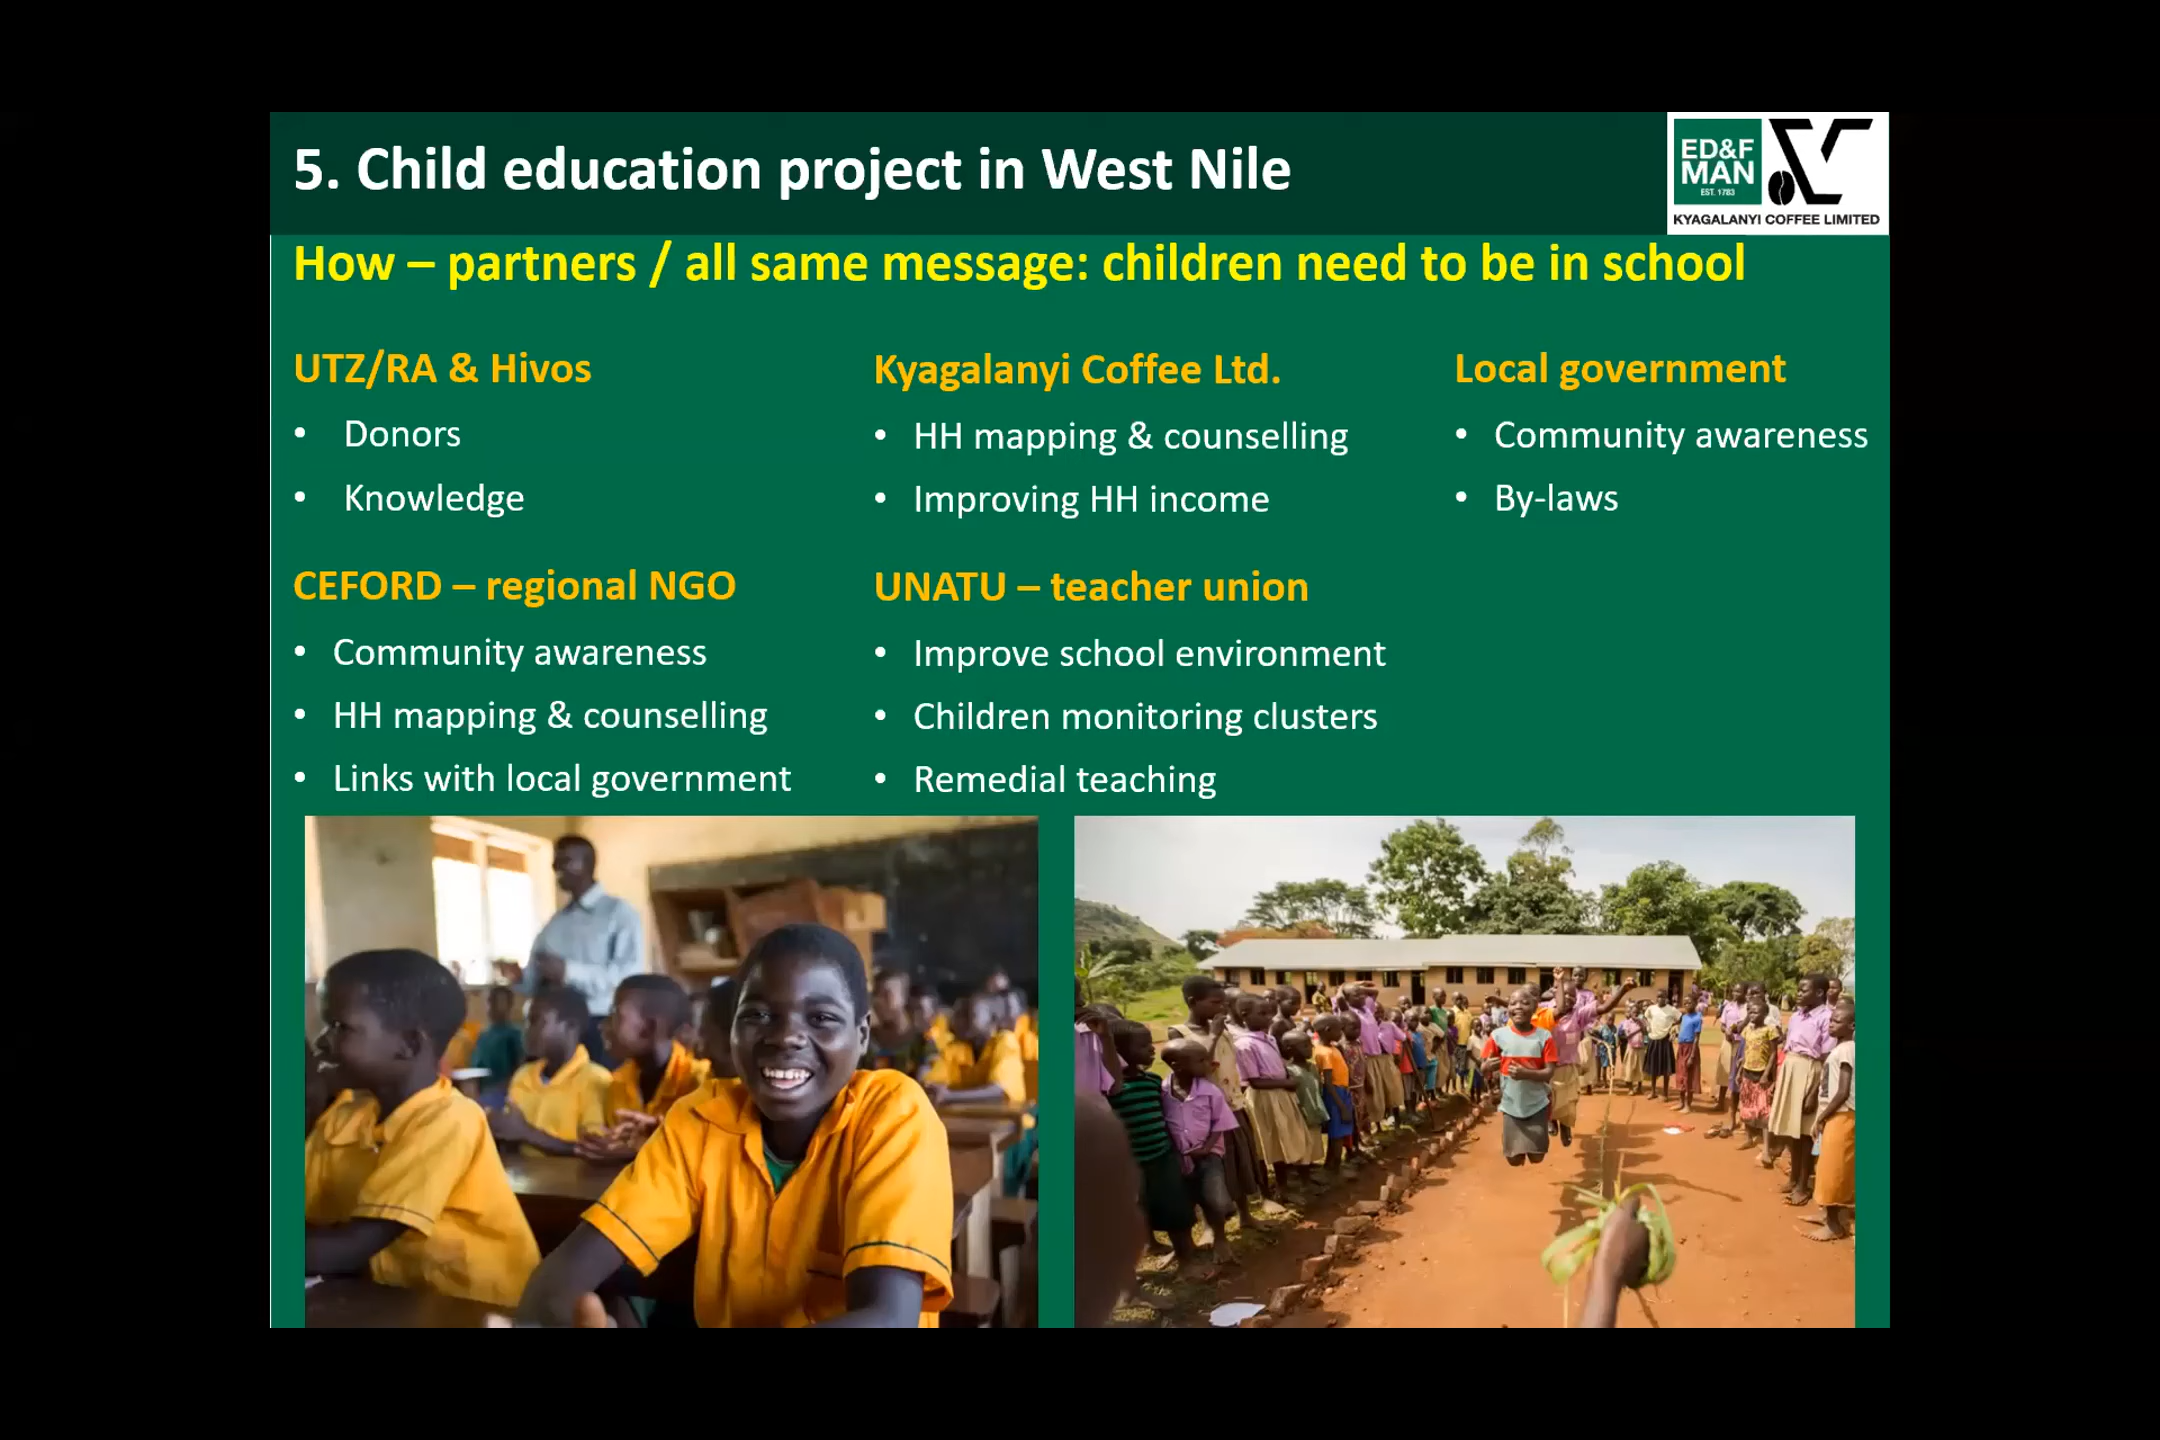 5. Child education project in West Nile
ED&F
MAN
EST. 1783
KYAGALANYI COFFEE LIMITED
How – partners / all same message: children need to be in school
UTZ/RA & Hivos
• Donors
• Knowledge
Kyagalanyi Coffee Ltd.
• HH mapping & counselling
• Improving HH income
Local government
• Community awareness
• By-laws
CEFORD – regional NGO
• Community awareness
• HH mapping & counselling
• Links with local government
UNATU – teacher union
• Improve school environment
• Children monitoring clusters
• Remedial teaching